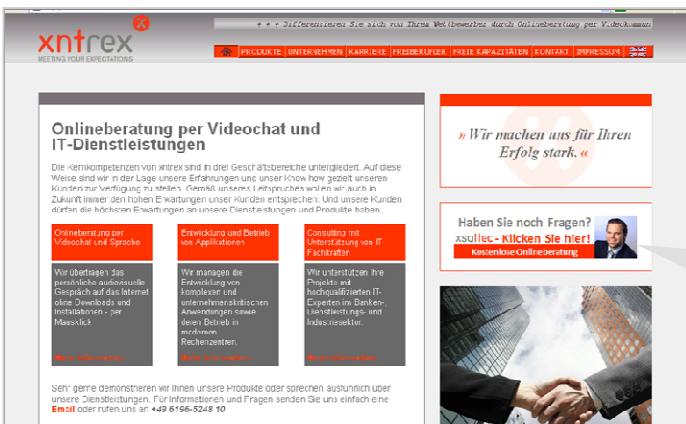 + + + Differenzieren Sie sich von Ihrem Wettbewerber durch Onlineberatung per Videokommun
xntrex
MEETING YOUR EXPECTATIONS
PRODUKTE UNTERNEHMEN KARRIERE FREIBERUFLER FREIE KAPAZITÄTEN KONTAKT IMPRESSUM
Onlineberatung per Videochat und
IT-Dienstleistungen
Die Kernkompetenzen von xntrex sind in drei Geschäftsbereiche untergliedert. Auf diese
Weise sind wir in der Lage unsere Erfahrungen und unser Know how gezielt unseren
Kunden zur Verfügung zu stellen. Gemäß unseres Leitspruches wollen wir auch in
Zukunft immer den hohen Erwartungen unser Kunden entsprechen. Und unsere Kunden
dürfen die höchsten Erwartungen an unsere Dienstleistungen und Produkte haben.
Onlineberatung per
Videochat und Sprache
Wir übertragen das
persönliche audiovisuelle
Gespräch auf das Internet
ohne Downloads und
Installationen - per
Mausklick
Entwicklung und Betrieb
von Applikationen
Wir managen die
Entwicklung von
komplexen und
unternehmenskritischen
Anwendungen sowie
deren Betrieb in
modernen
Rechenzentren.
Consulting mit
Unterstützung von IT
Fachkräften
Wir unterstützen Ihre
Projekte mit
hochqualifizierten IT-
Experten im Banken-,
Dienstleistungs- und
Industriesektor.
Sehr gerne demonstrieren wir Ihnen unsere Produkte oder sprechen ausführlich über
unsere Dienstleistungen. Für Informationen und Fragen senden Sie uns einfach eine
Email oder rufen uns an +49 6196-5248 10
» Wir machen uns für Ihren
Erfolg stark. «
Haben Sie noch Fragen?
- Klicken Sie hier!
Kostenlose Onlineberatung